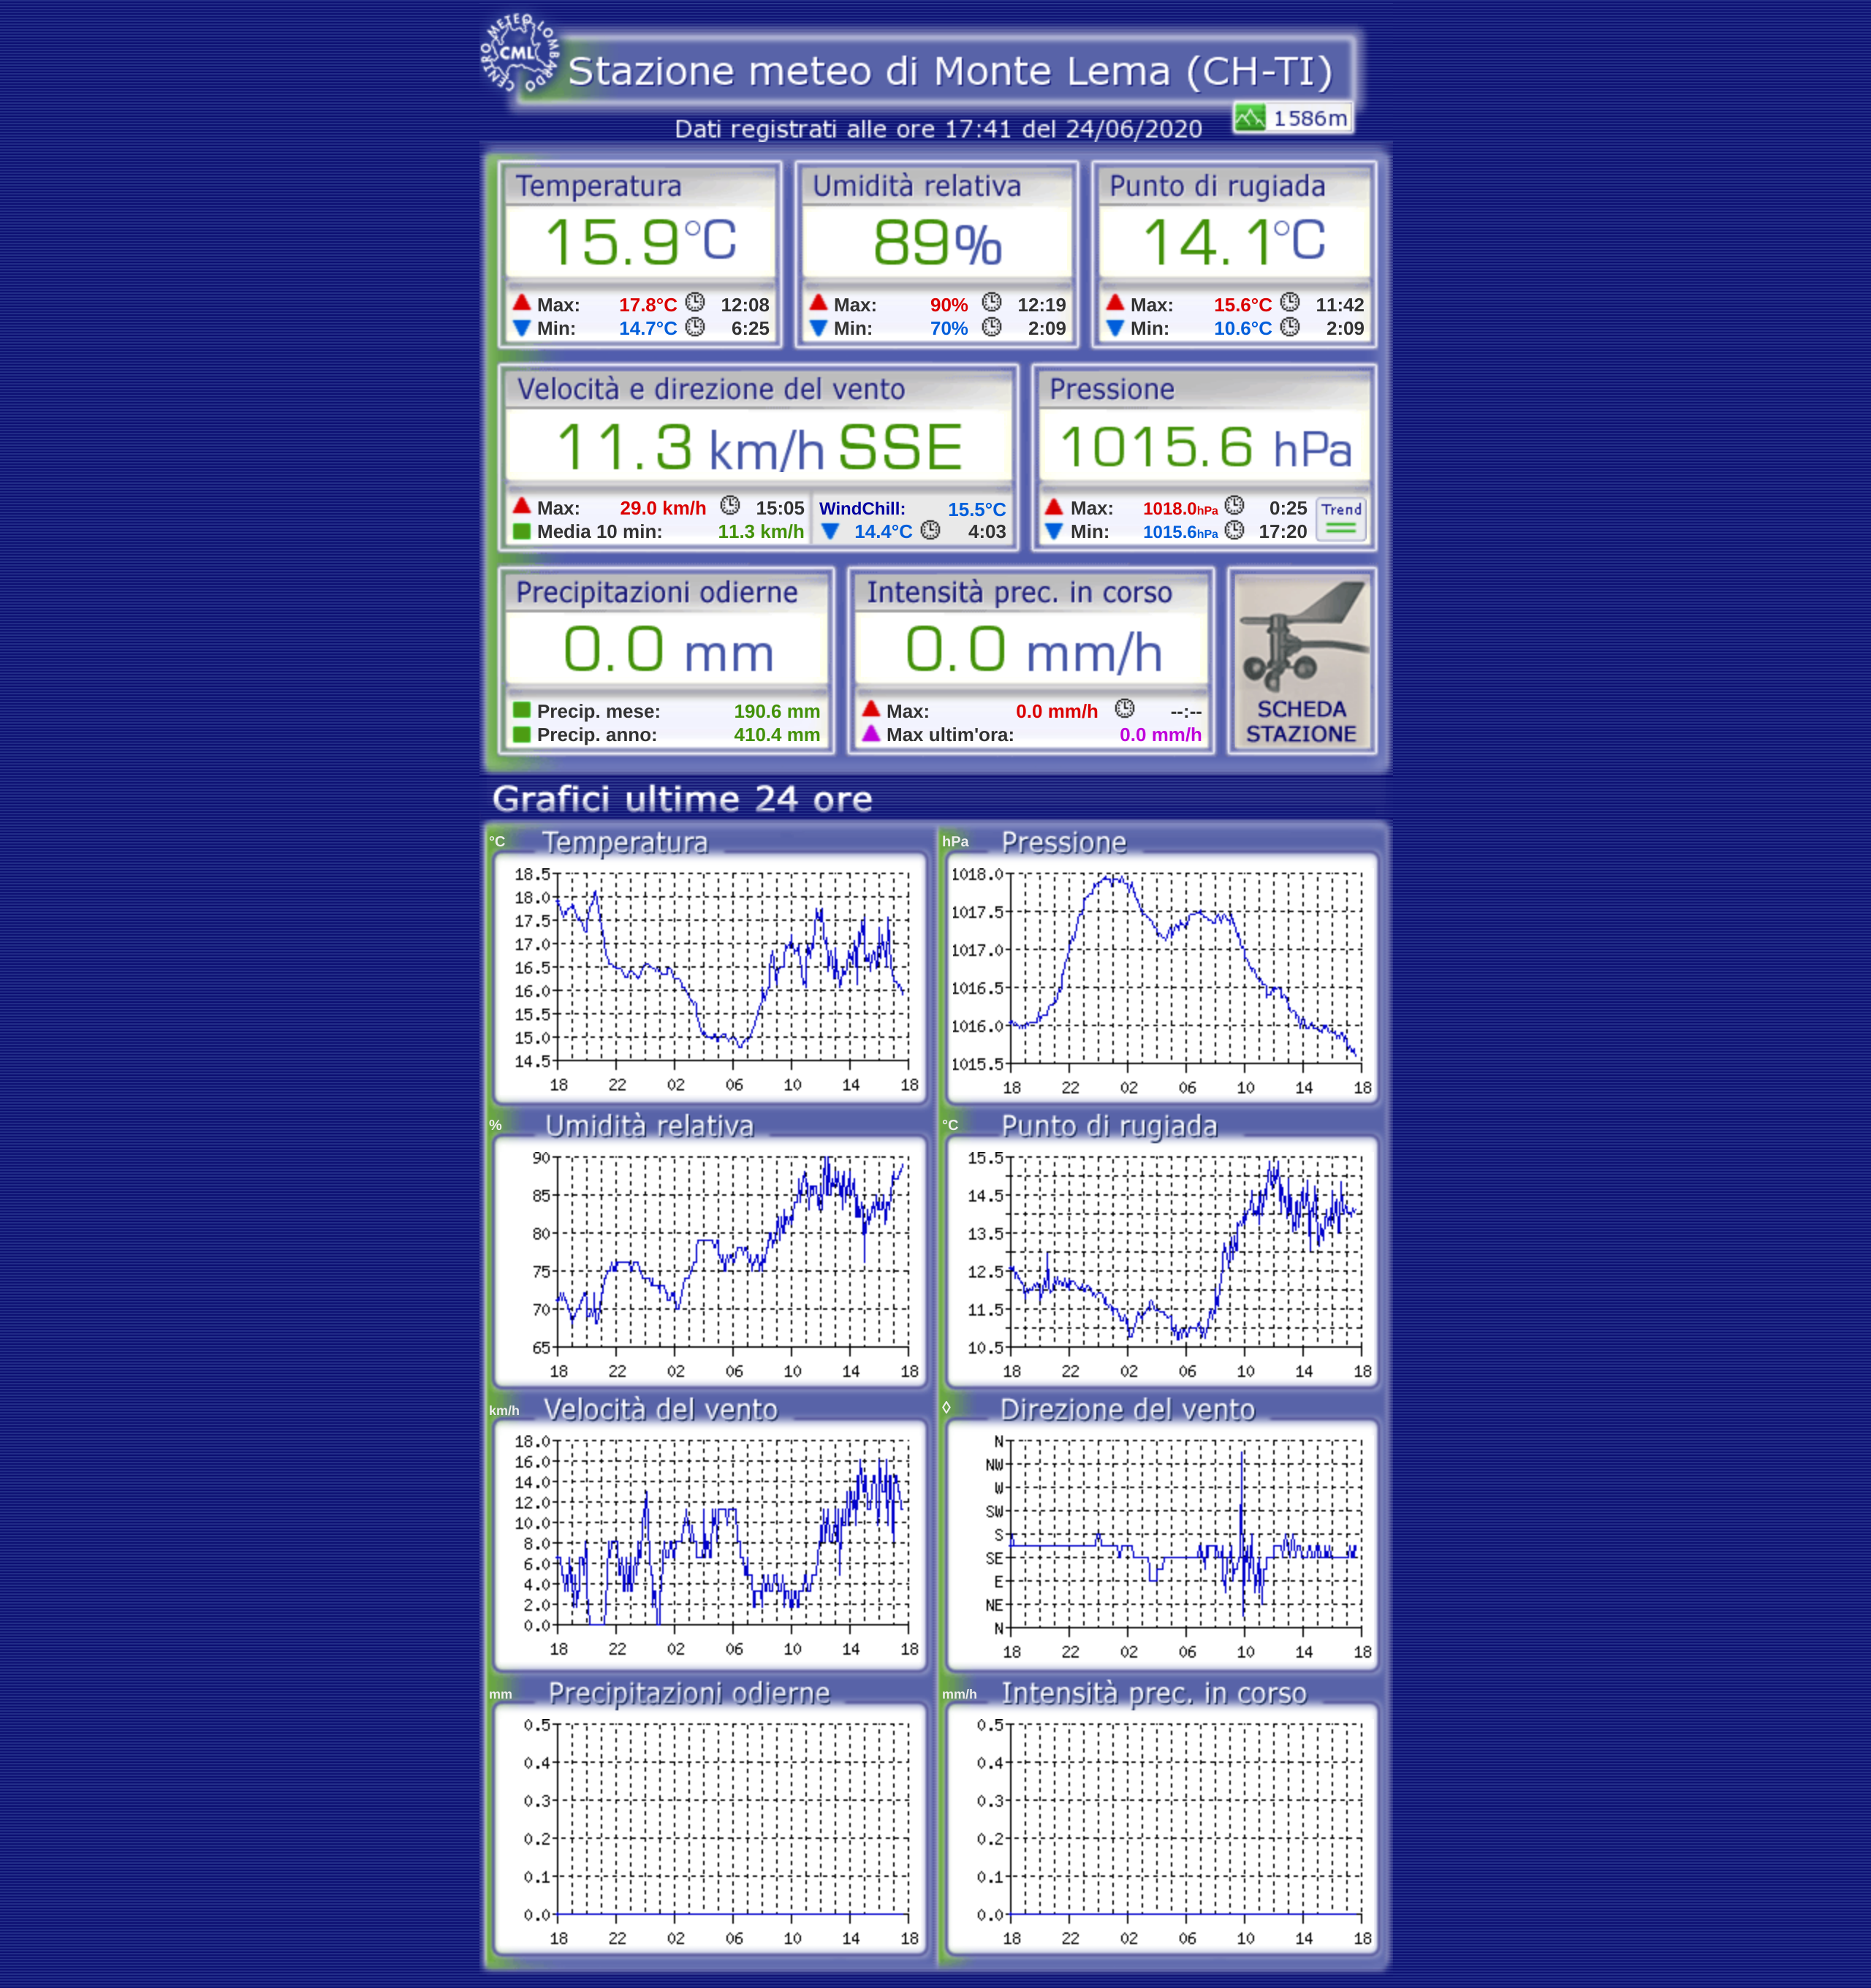 CENTRO METEO LOMBARDO
CML
Stazione meteo di Monte Lema (CH-TI)
1586m
Dati registrati alle ore 17:41 del 24/06/2020
Temperatura Umidità relativa Punto di rugiada
15.9°C 89% 14.1°C
Max: 17.8°C 12:08 Max: 90% 12:19 Max: 15.6°C 11:42
Min: 14.7°C 6:25 Min: 70% 2:09 Min: 10.6°C 2:09
Velocità e direzione del vento Pressione
11.3 km/h SSE 1015.6 hPa
Max: 29.0 km/h 15:05 WindChill: 15.5°C Max: 1018.0hPa 0:25 Trend
Media 10 min: 11.3 km/h 14.4°C 4:03 Min: 1015.6hPa 17:20
Precipitazioni odierne Intensità prec. in corso
0.0 mm 0.0 mm/h
Precip. mese: 190.6 mm Max: 0.0 mm/h --:-- SCHEDA
Precip. anno: 410.4 mm Max ultim'ora: 0.0 mm/h STAZIONE
Grafici ultime 24 ore
°C Temperatura
18.5
18.0
17.5
17.0
16.5
16.0
15.5
15.0
14.5
18 22 02 06 10 14 18
hPa Pressione
1018.0
1017.5
1017.0
1016.5
1016.0
1015.5
18 22 02 06 10 14 18
% Umidità relativa
90
85
80
75
70
65
18 22 02 06 10 14 18
°C Punto di rugiada
15.5
14.5
13.5
12.5
11.5
10.5
18 22 02 06 10 14 18
km/h Velocità del vento
18.0
16.0
14.0
12.0
10.0
8.0
6.0
4.0
2.0
0.0
18 22 02 06 10 14 18
◊ Direzione del vento
N
NW
W
SW
S
SE
E
NE
N
18 22 02 06 10 14 18
mm Precipitazioni odierne
0.5
0.4
0.3
0.2
0.1
0.0
18 22 02 06 10 14 18
mm/h Intensità prec. in corso
0.5
0.4
0.3
0.2
0.1
0.0
18 22 02 06 10 14 18